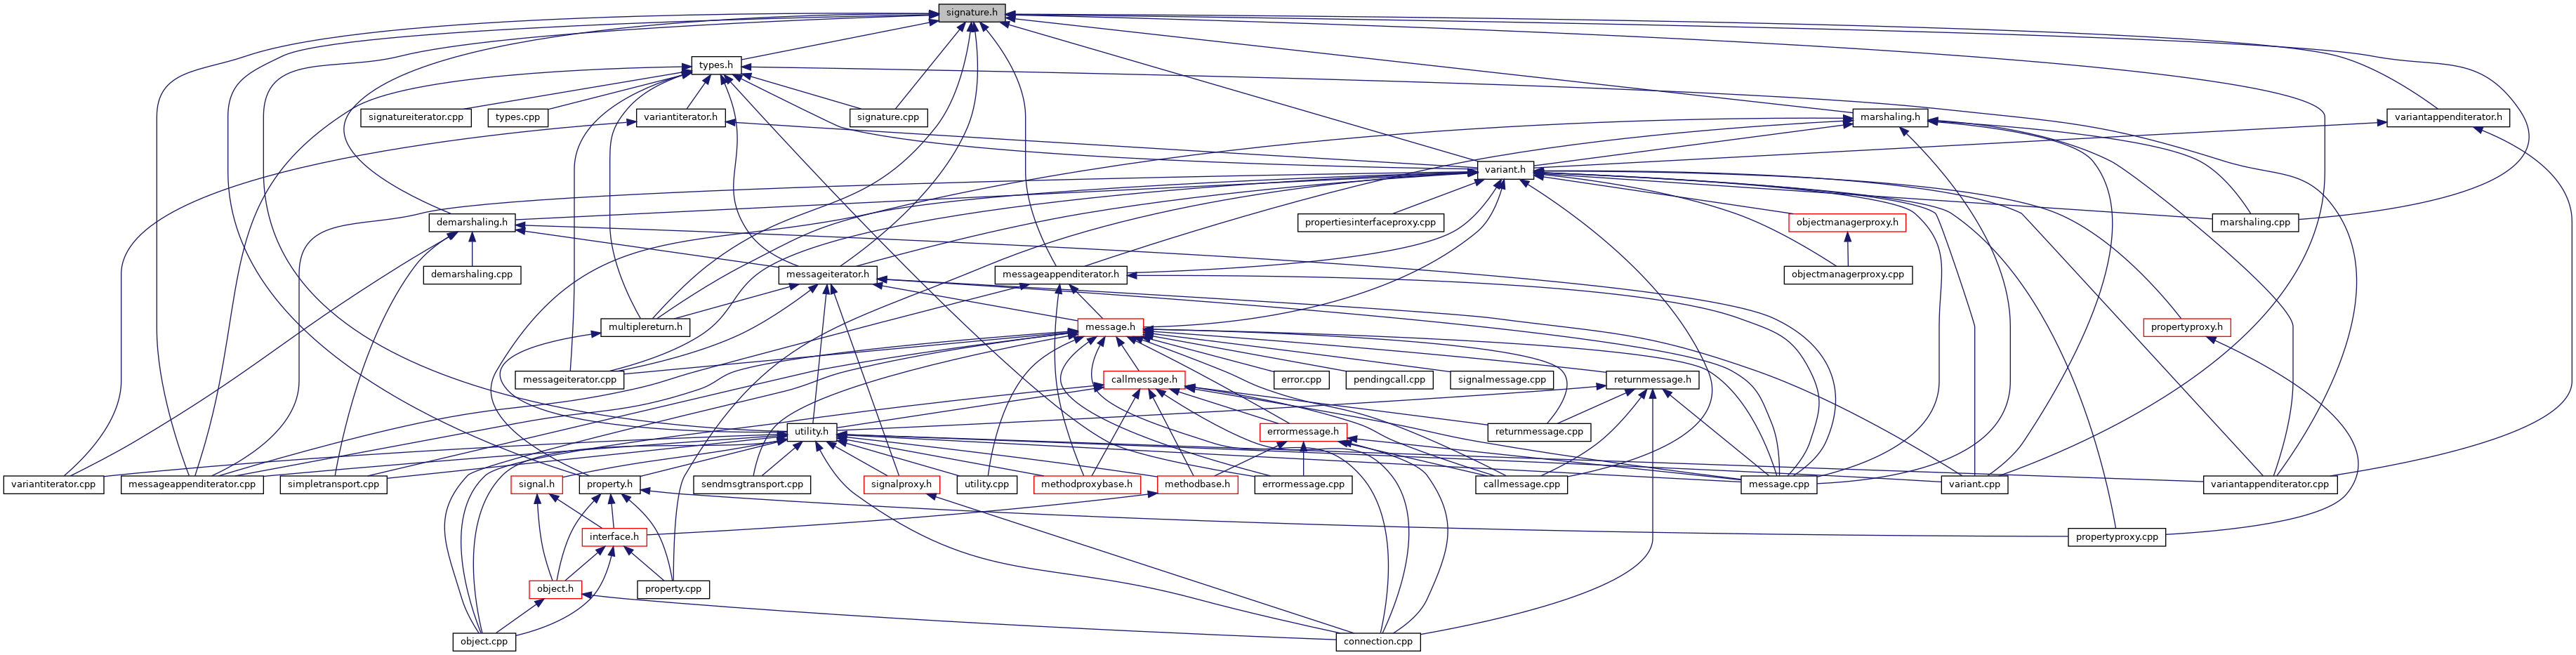 signature.h
types.h
signatureiterator.cpp
types.cpp
variantiterator.h
signature.cpp
marshaling.h
variantappenditerator.h
variant.h
demarshaling.h
propertiesinterfaceproxy.cpp
objectmanagerproxy.h
marshaling.cpp
demarshaling.cpp
messageiterator.h
messageappenditerator.h
objectmanagerproxy.cpp
multiplereturn.h
message.h
propertyproxy.h
messageiterator.cpp
callmessage.h
error.cpp
pendingcall.cpp
signalmessage.cpp
returnmessage.h
utility.h
errormessage.h
returnmessage.cpp
variantiterator.cpp
messageappenditerator.cpp
simpletransport.cpp
signal.h
property.h
sendmsgtransport.cpp
signalproxy.h
utility.cpp
methodproxybase.h
methodbase.h
errormessage.cpp
callmessage.cpp
message.cpp
variant.cpp
variantappenditerator.cpp
interface.h
propertyproxy.cpp
object.h
property.cpp
object.cpp
connection.cpp